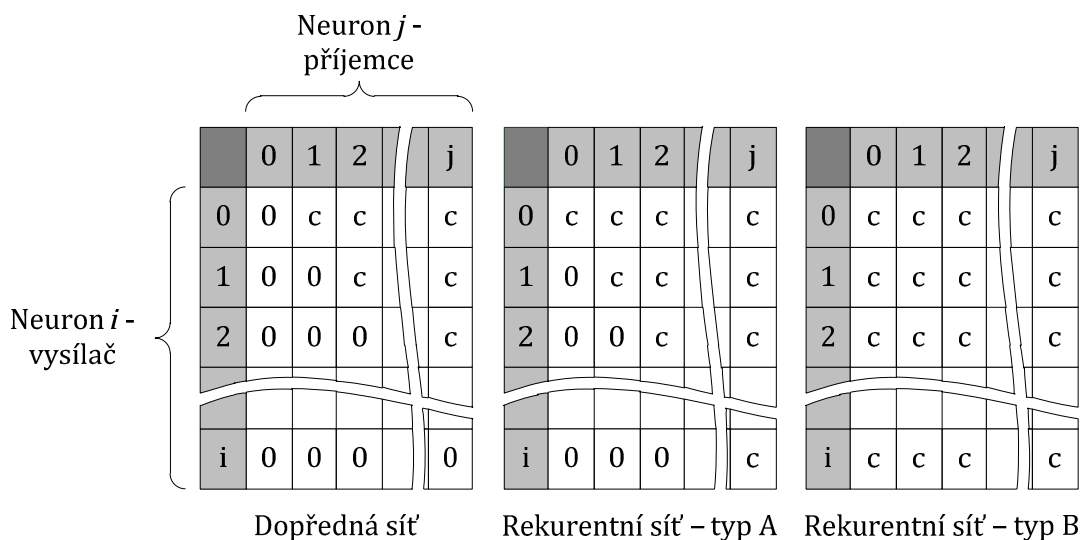 Neuron j -
příjemce
0 1 2 j
0 0 c c c
1 0 0 c c
2 0 0 0 c
i 0 0 0 0
Neuron i -
vysílač
Dopředná síť
0 1 2 j
0 c c c c
1 0 c c c
2 0 0 c c
i 0 0 0 c
Rekurentní síť – typ A
0 1 2 j
0 c c c c
1 c c c c
2 c c c c
i c c c c
Rekurentní síť – typ B